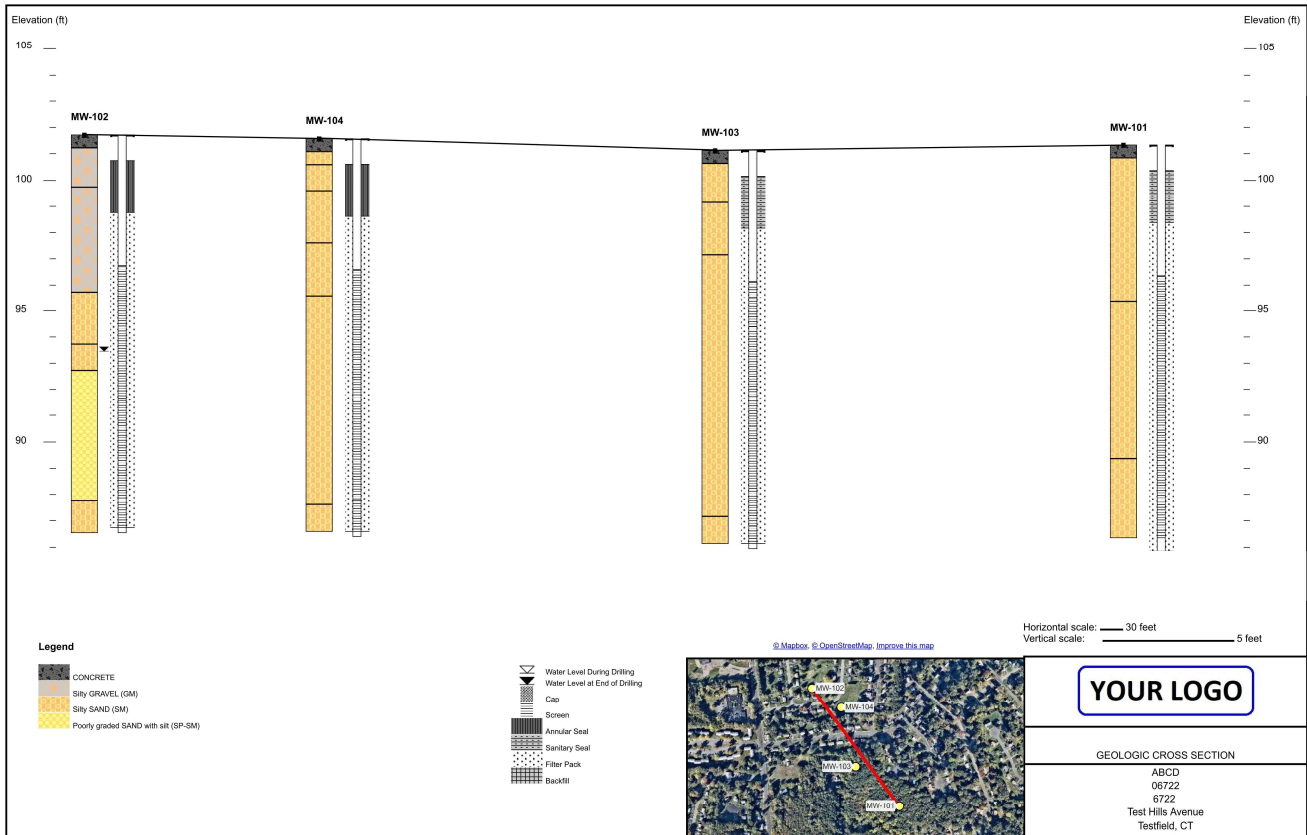 Elevation (ft)
Elevation (ft)
105
105
MW-102
MW-104
MW-103
MW-101
100
100
95
95
90
90
Horizontal scale: 30 feet
Vertical scale: 5 feet
Legend
CONCRETE
Silty GRAVEL (GM)
Silty SAND (SM)
Poorly graded SAND with silt (SP-SM)
Water Level During Drilling
Water Level at End of Drilling
Cap
Screen
Annular Seal
Sanitary Seal
Filter Pack
Backfill
© Mapbox, © OpenStreetMap, Improve this map
MW-102
MW-104
MW-103
MW-101
YOUR LOGO
GEOLOGIC CROSS SECTION
ABCD
06722
6722
Test Hills Avenue
Testfield, CT